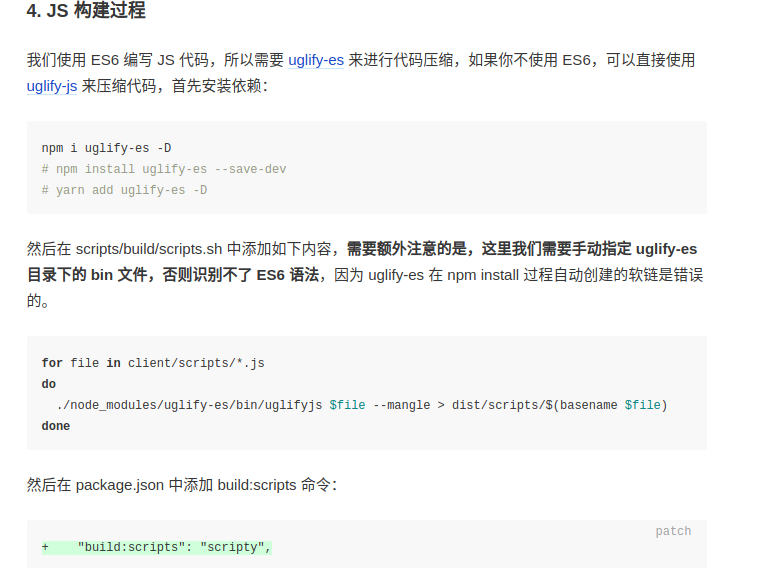 4. JS 构建过程
我们使用 ES6 编写 JS 代码，所以需要 uglify-es 来进行代码压缩，如果你不使用 ES6，可以直接使用
uglify-js 来压缩代码，首先安装依赖：
npm i uglify-es -D
# npm install uglify-es --save-dev
# yarn add uglify-es -D
然后在 scripts/build/scripts.sh 中添加如下内容，需要额外注意的是，这里我们需要手动指定 uglify-es
目录下的 bin 文件，否则识别不了 ES6 语法，因为 uglify-es 在 npm install 过程自动创建的软链是错误
的。
for file in client/scripts/*.js
do
  ./node_modules/uglify-es/bin/uglifyjs $file --mangle > dist/scripts/$(basename $file)
done
然后在 package.json 中添加 build:scripts 命令：
patch
+    "build:scripts": "scripty",